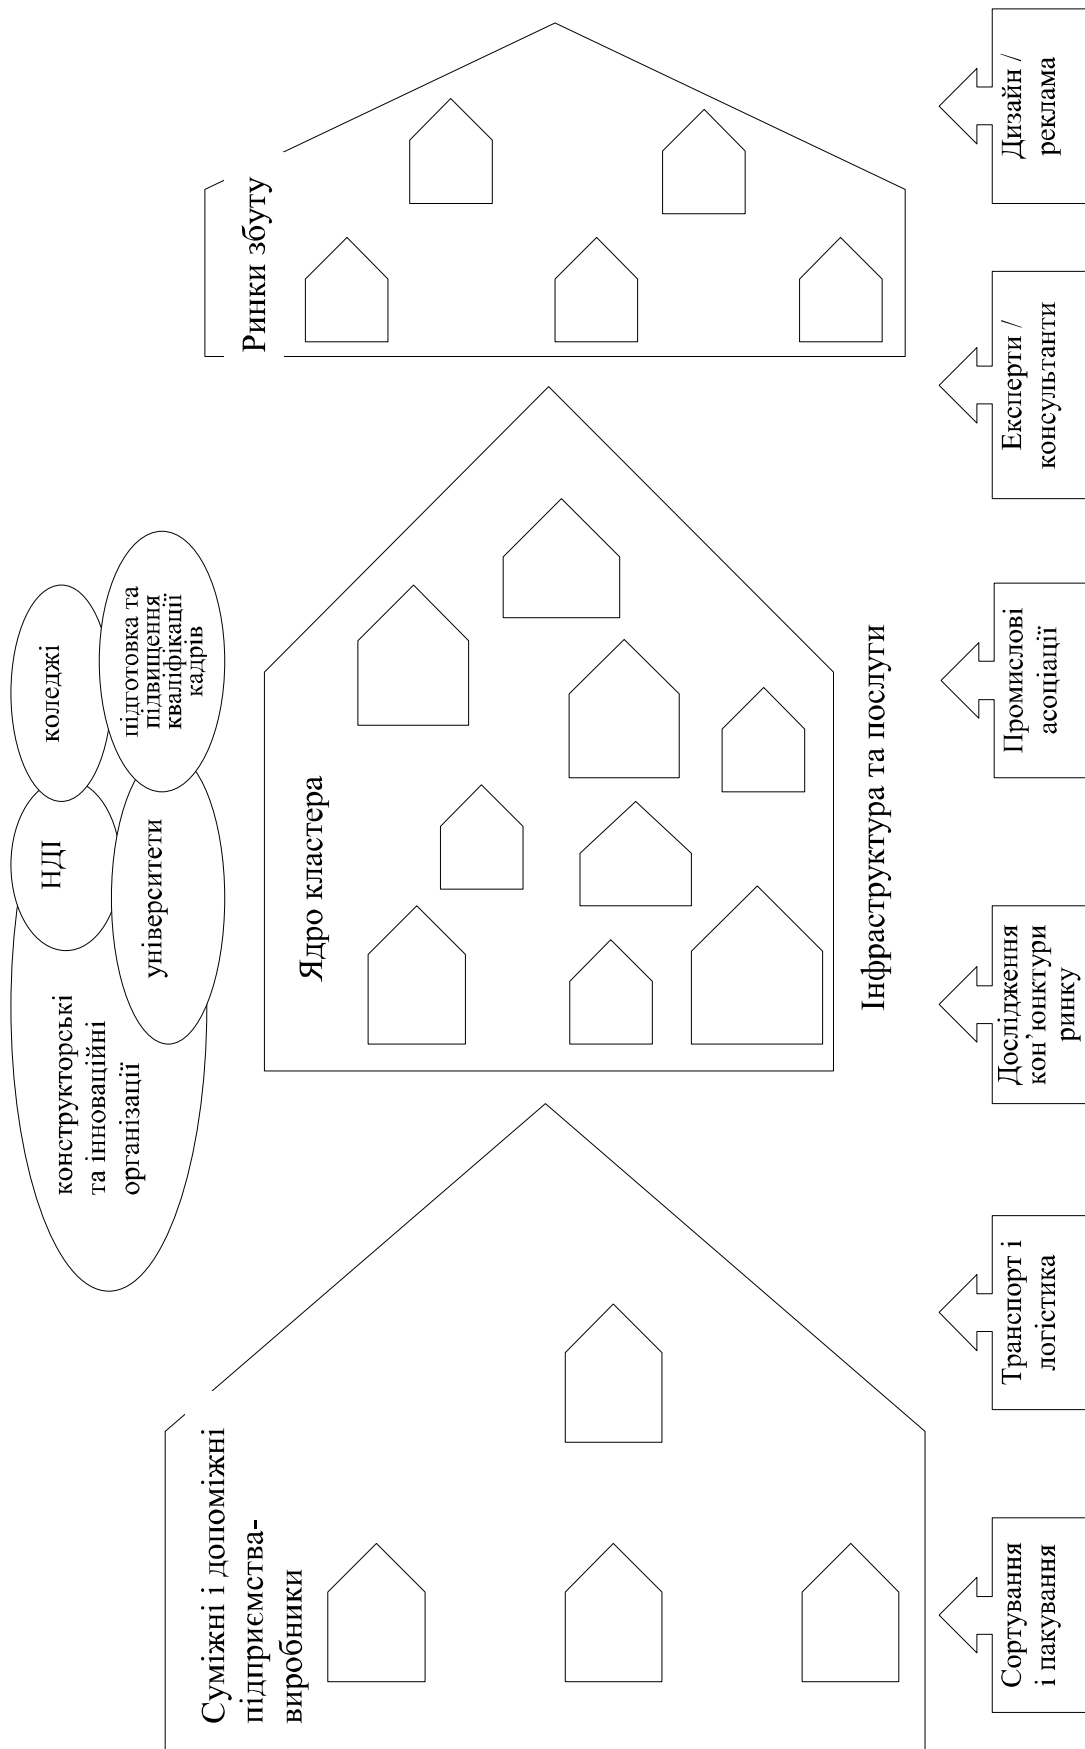 конструкторські
та інноваційні
організації
НДІ
коледжі
університети
підготовка та
підвищення
кваліфікації
кадрів
Суміжні і допоміжні
підприємства-
виробники
Ядро кластера
Ринки збуту
Інфраструктура та послуги
Сортування
і пакування
Транспорт і
логістика
Дослідження
кон’юнктури
ринку
Промислові
асоціації
Експерти /
консультанти
Дизайн /
реклама